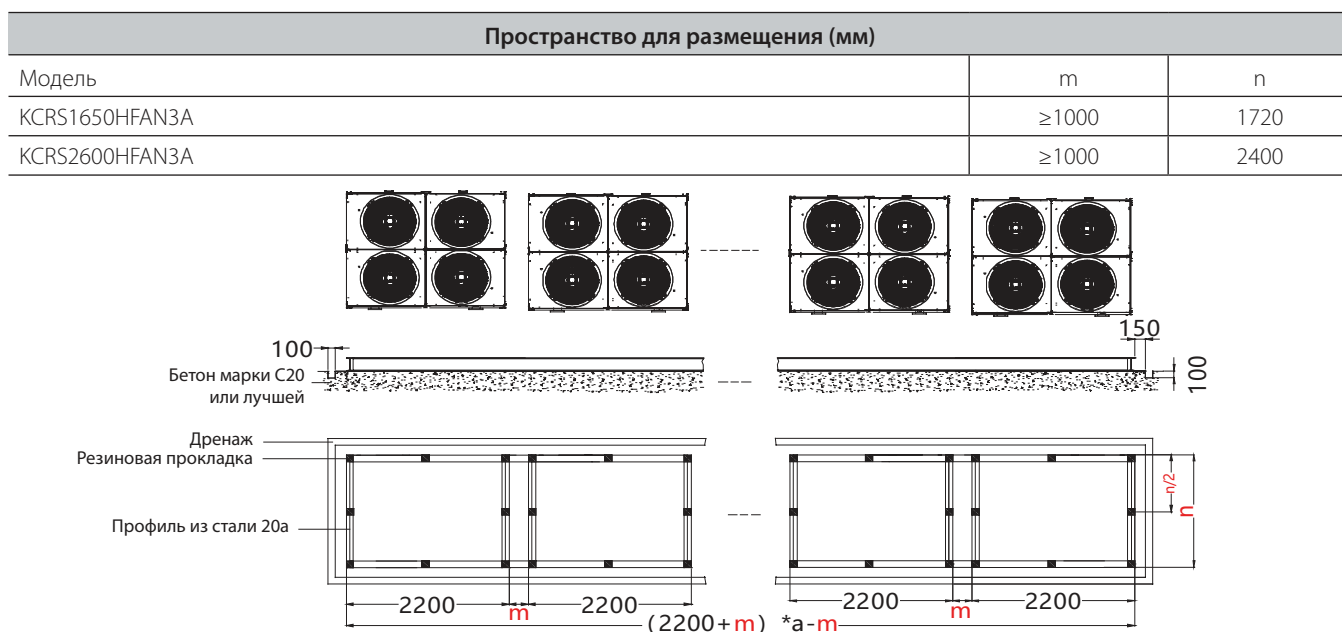 Пространство для размещения (мм)
Модель m n
KCRS1650HFAN3A ≥1000 1720
KCRS2600HFAN3A ≥1000 2400
150
100
Бетон марки С20
или лучшей
100
Дренаж
Резиновая прокладка
n/2
n
Профиль из стали 20а
2200 m 2200 2200 m 2200
(2200+m) *a-m